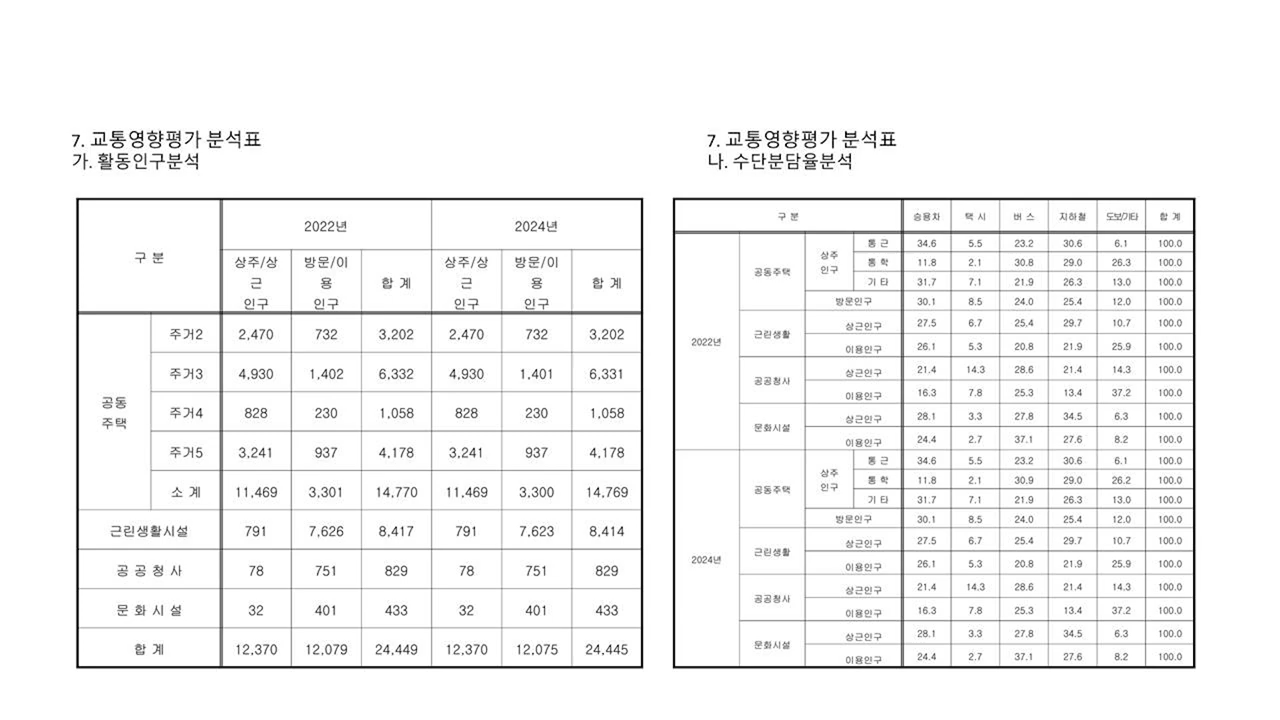 7. 교통영향평가 분석표
가. 활동인구분석
구 분 2022년 2024년
상주/상근 인구 방문/이용 인구 합 계 상주/상근 인구 방문/이용 인구 합 계
공동주택 주거2 2,470 732 3,202 2,470 732 3,202
주거3 4,930 1,402 6,332 4,930 1,401 6,331
주거4 828 230 1,058 828 230 1,058
주거5 3,241 937 4,178 3,241 937 4,178
소 계 11,469 3,301 14,770 11,469 3,300 14,769
근린생활시설 791 7,626 8,417 791 7,623 8,414
공 공 청 사 78 751 829 78 751 829
문 화 시 설 32 401 433 32 401 433
합 계 12,370 12,079 24,449 12,370 12,075 24,445
7. 교통영향평가 분석표
나. 수단분담율분석
구 분 승용차 택 시 버 스 지하철 도보/기타 합 계
2022년 공동주택 상주인구 통 근 34.6 5.5 23.2 30.6 6.1 100.0
통 학 11.8 2.1 30.8 29.0 26.3 100.0
기 타 31.7 7.1 21.9 26.3 13.0 100.0
방문인구 30.1 8.5 24.0 25.4 12.0 100.0
근린생활 상근인구 27.5 6.7 25.4 29.7 10.7 100.0
이용인구 26.1 5.3 20.8 21.9 25.9 100.0
공공청사 상근인구 21.4 14.3 28.6 21.4 14.3 100.0
이용인구 16.3 7.8 25.3 13.4 37.2 100.0
문화시설 상근인구 28.1 3.3 27.8 34.5 6.3 100.0
이용인구 24.4 2.7 37.1 27.6 8.2 100.0
2024년 공동주택 상주인구 통 근 34.6 5.5 23.2 30.6 6.1 100.0
통 학 11.8 2.1 30.9 29.0 26.2 100.0
기 타 31.7 7.1 21.9 26.3 13.0 100.0
방문인구 30.1 8.5 24.0 25.4 12.0 100.0
근린생활 상근인구 27.5 6.7 25.4 29.7 10.7 100.0
이용인구 26.1 5.3 20.8 21.9 25.9 100.0
공공청사 상근인구 21.4 14.3 28.6 21.4 14.3 100.0
이용인구 16.3 7.8 25.3 13.4 37.2 100.0
문화시설 상근인구 28.1 3.3 27.8 34.5 6.3 100.0
이용인구 24.4 2.7 37.1 27.6 8.2 100.0